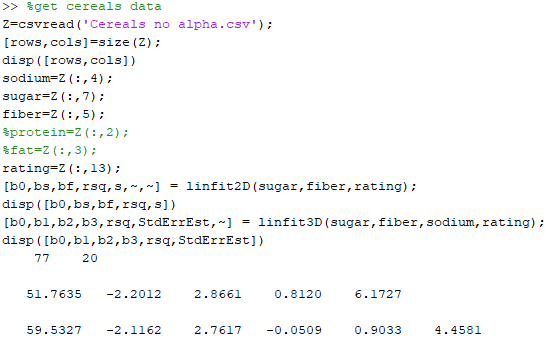 >> %get cereals data
Z=csvread('Cereals no alpha.csv');
[rows,cols]=size(Z);
disp([rows,cols])
sodium=Z(:,4);
sugar=Z(:,7);
fiber=Z(:,5);
%protein=Z(:,2);
%fat=Z(:,3);
rating=Z(:,13);
[b0,bs,bf,rsq,s,~,~] = linfit2D(sugar,fiber,rating);
disp([b0,bs,bf,rsq,s])
[b0,b1,b2,b3,rsq,StdErrEst,~] = linfit3D(sugar,fiber,sodium,rating);
disp([b0,b1,b2,b3,rsq,StdErrEst])
77 20
51.7635 -2.2012 2.8661 0.8120 6.1727
59.5327 -2.1162 2.7617 -0.0509 0.9033 4.4581